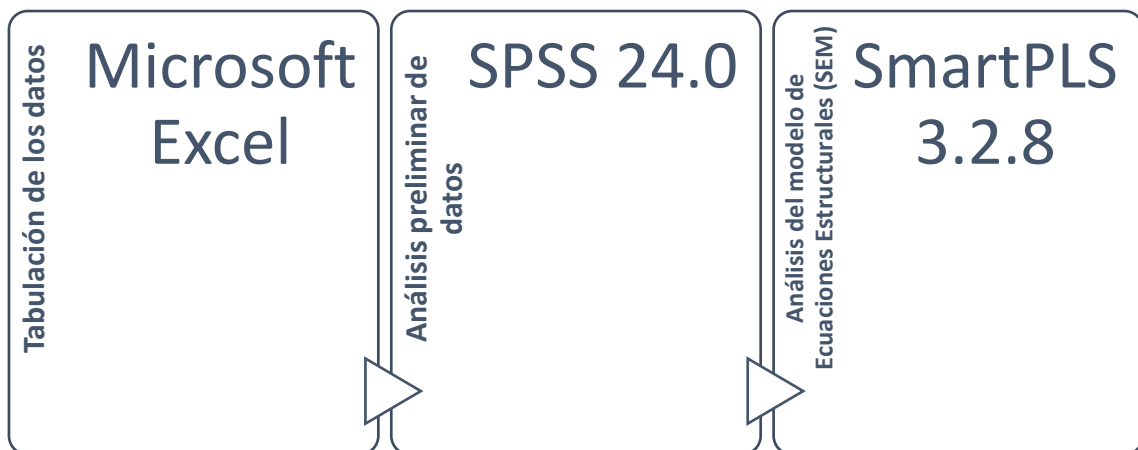 Tabulación de los datos
Microsoft
Excel
Análisis preliminar de
datos
SPSS 24.0
Análisis del modelo de
Ecuaciones Estructurales (SEM)
SmartPLS
3.2.8